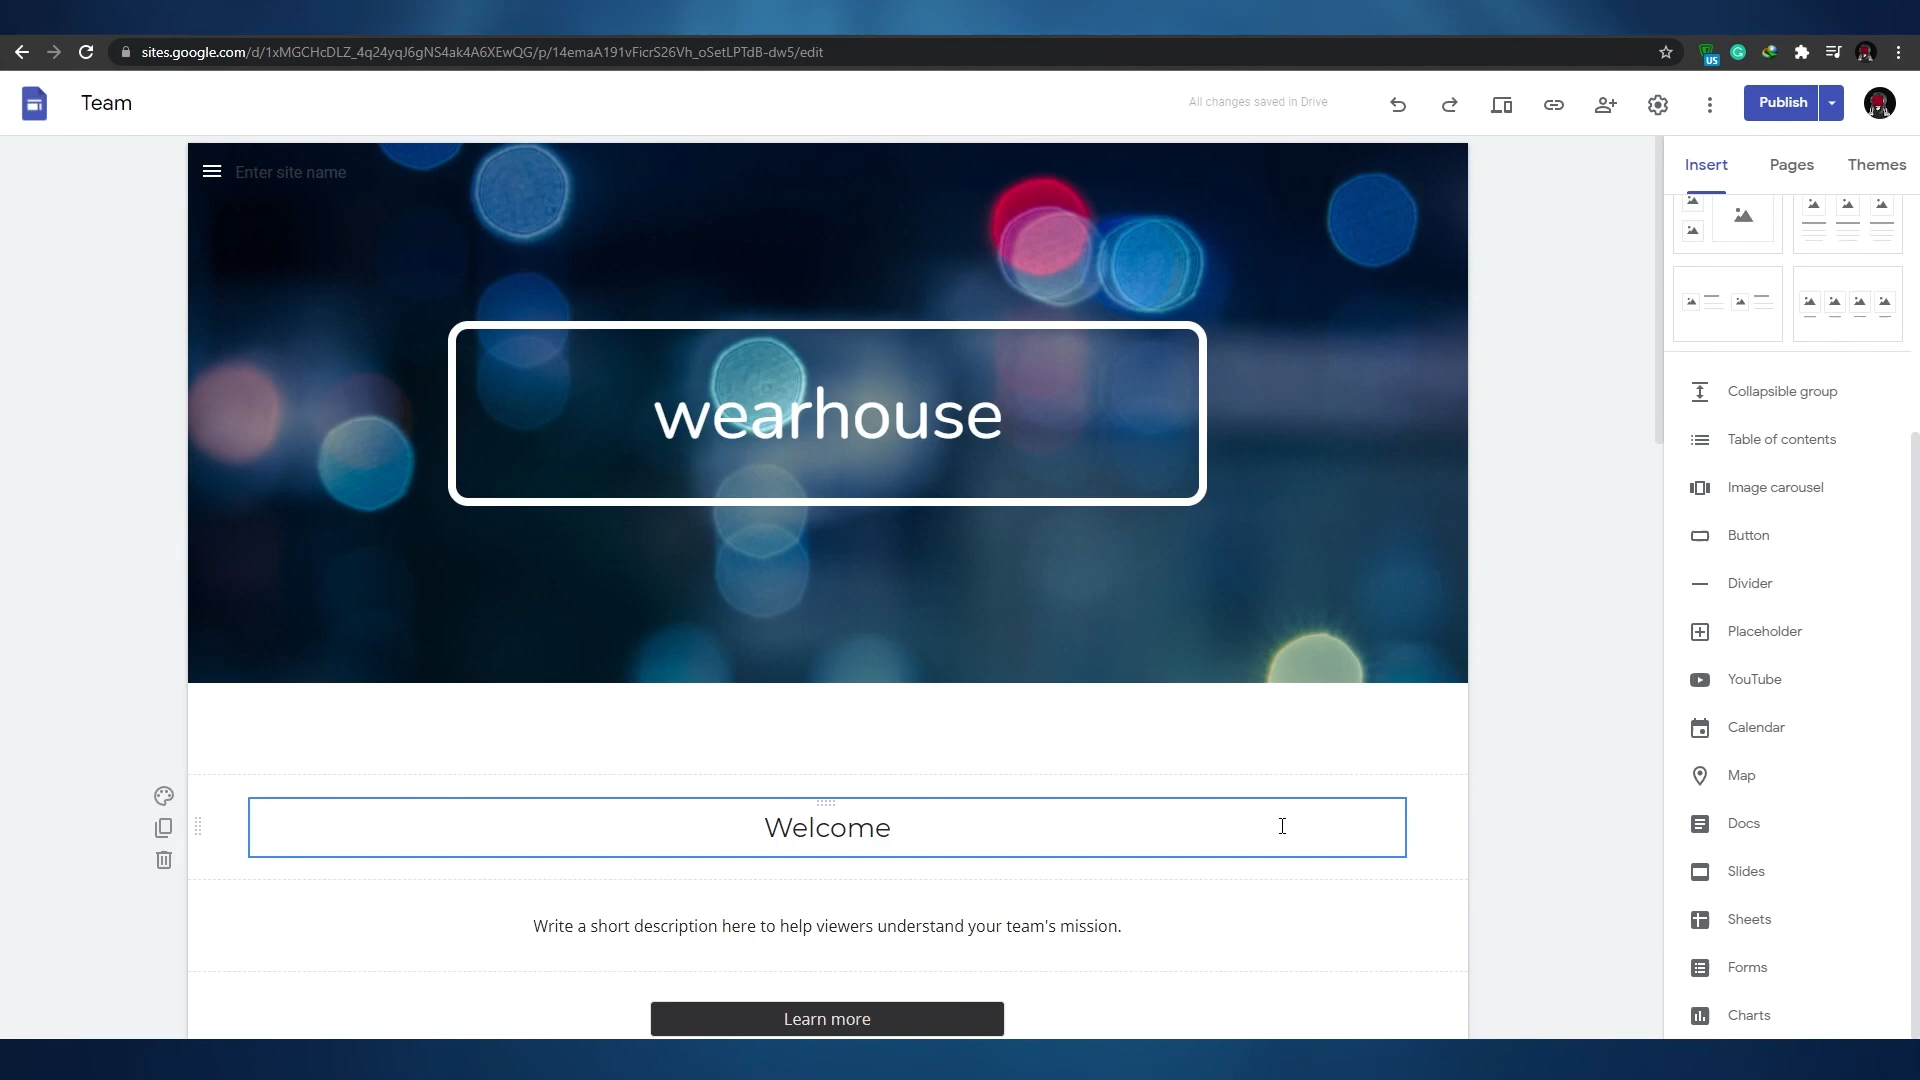 sites.google.com/d/1xMGCHcDLZ_4q24yqJ6gNS4ak4A6XEwQG/p/14emaA191vFicrS26Vh_oSetLPTdB-dw5/edit
US
Team
All changes saved in Drive
Publish
Enter site name
Insert
Pages
Themes
wearhouse
Collapsible group
Table of contents
Image carousel
Button
Divider
Placeholder
YouTube
Calendar
Map
Docs
Slides
Sheets
Forms
Charts
Welcome
Write a short description here to help viewers understand your team's mission.
Learn more